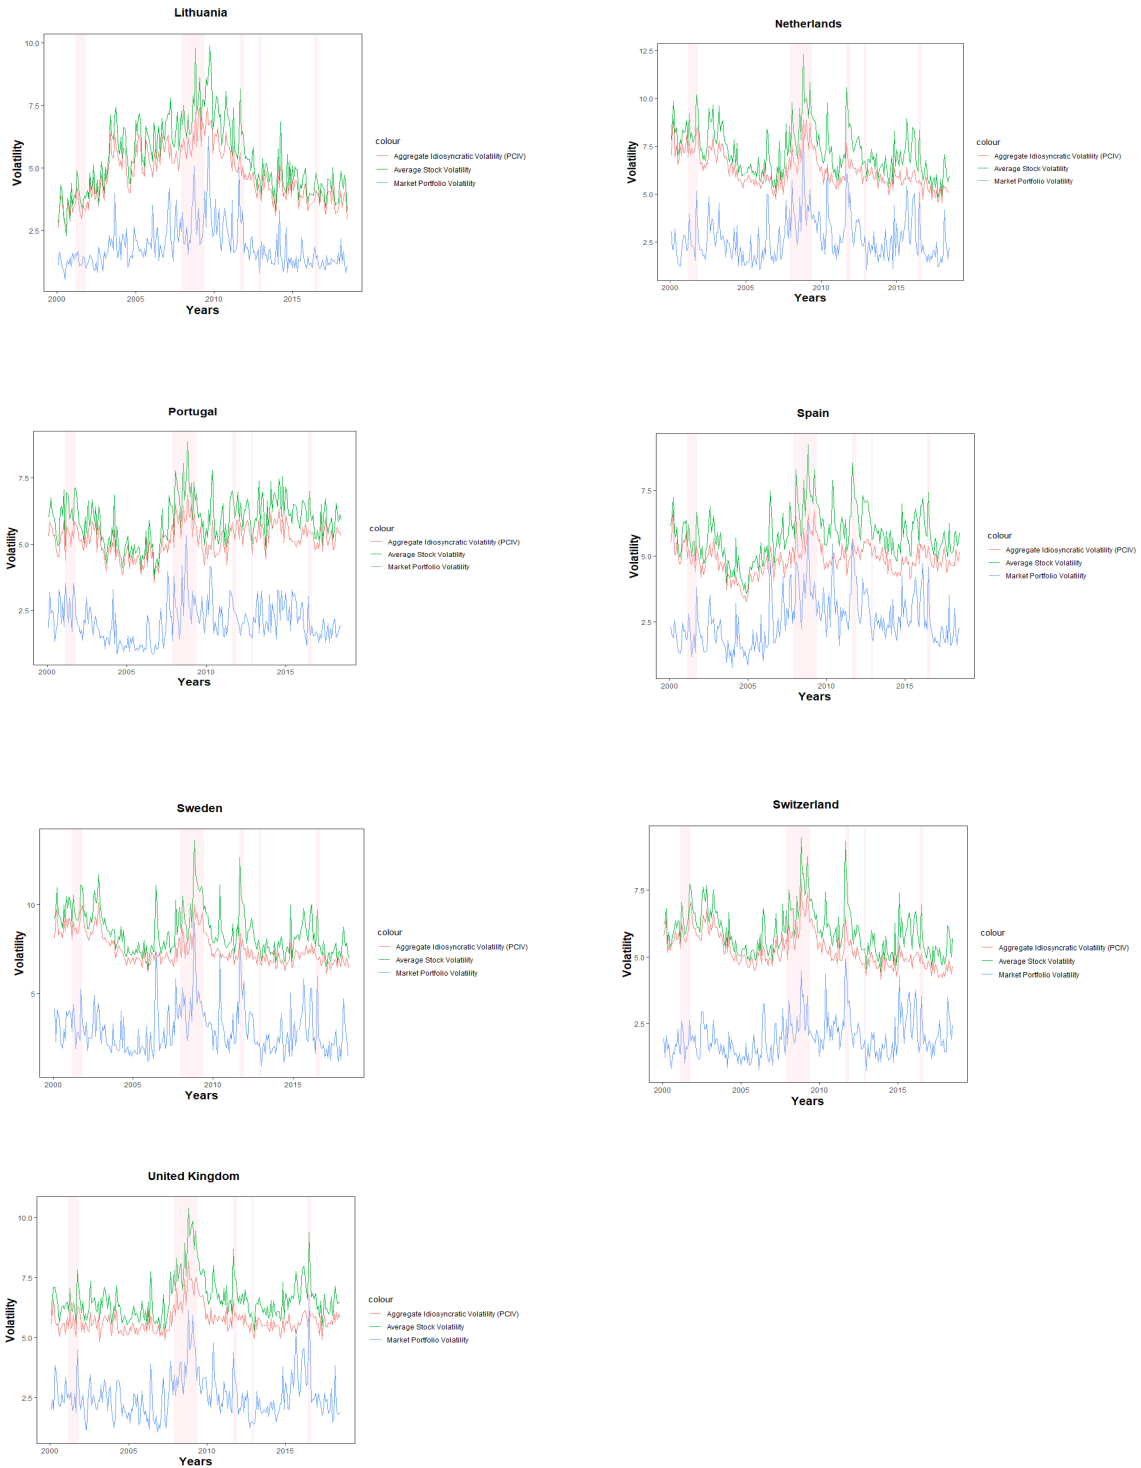 Lithuania
10.0
7.5
5.0
2.5
Volatility
2000
2005
2010
2015
Years
colour
Aggregate Idiosyncratic Volatility (PCIV)
Average Stock Volatility
Market Portfolio Volatility
Netherlands
12.5
10.0
7.5
5.0
2.5
Volatility
2000
2005
2010
2015
Years
colour
Aggregate Idiosyncratic Volatility (PCIV)
Average Stock Volatility
Market Portfolio Volatility
Portugal
7.5
5.0
2.5
Volatility
2000
2005
2010
2015
Years
colour
Aggregate Idiosyncratic Volatility (PCIV)
Average Stock Volatility
Market Portfolio Volatility
Spain
7.5
5.0
2.5
Volatility
2000
2005
2010
2015
Years
colour
Aggregate Idiosyncratic Volatility (PCIV)
Average Stock Volatility
Market Portfolio Volatility
Sweden
10
5
Volatility
2000
2005
2010
2015
Years
colour
Aggregate Idiosyncratic Volatility (PCIV)
Average Stock Volatility
Market Portfolio Volatility
Switzerland
7.5
5.0
2.5
Volatility
2000
2005
2010
2015
Years
colour
Aggregate Idiosyncratic Volatility (PCIV)
Average Stock Volatility
Market Portfolio Volatility
United Kingdom
10.0
7.5
5.0
2.5
Volatility
2000
2005
2010
2015
Years
colour
Aggregate Idiosyncratic Volatility (PCIV)
Average Stock Volatility
Market Portfolio Volatility